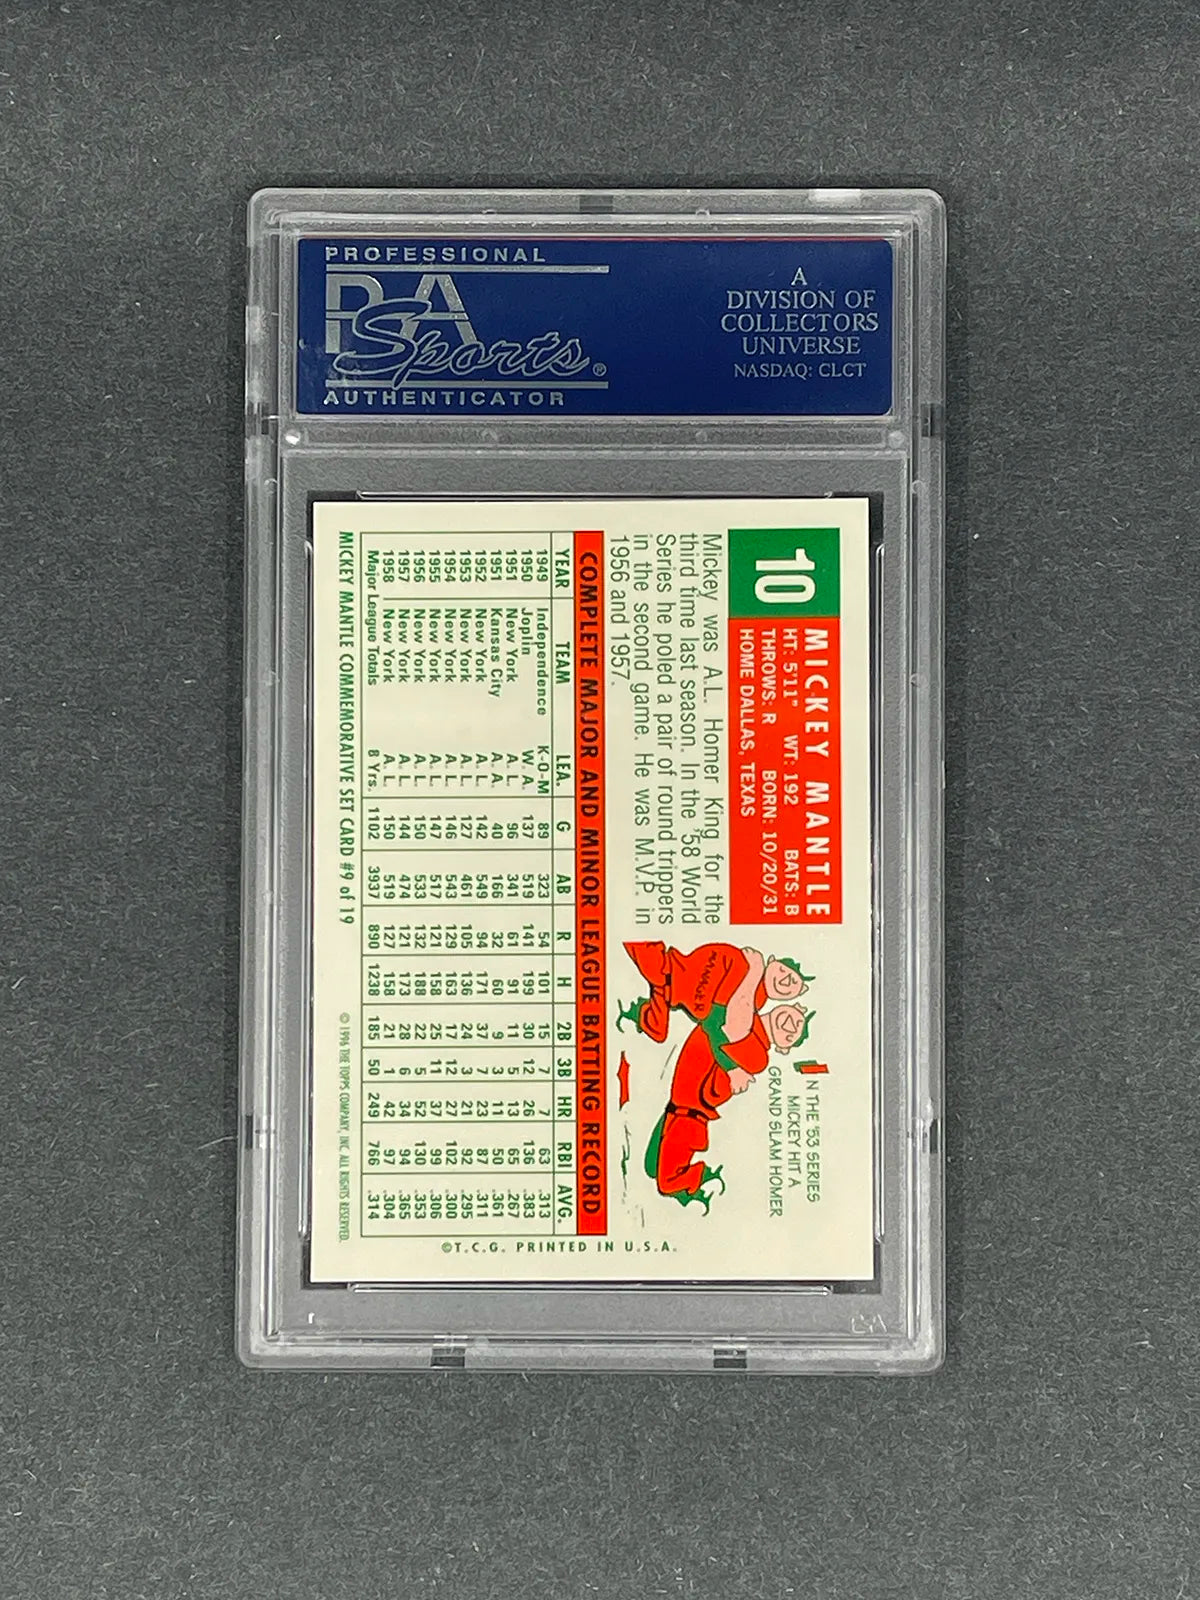 PROFESSIONAL
PSA
Sports®
AUTHENTICATOR
A
DIVISION OF
COLLECTORS
UNIVERSE
NASDAQ: CLCT
10
MICKEY MANTLE
HT: 5'11" WT: 192 BATS: B
THROWS: R BORN: 10/20/31
HOME DALLAS, TEXAS
Mickey was A.L. Homer King for the
third time last season. In the '58 World
Series he poled a pair of round trippers
in the second game. He was M.V.P. in
1956 and 1957.
MANAGER
IN THE '53 SERIES
MICKEY HIT A
GRAND SLAM HOMER
COMPLETE MAJOR AND MINOR LEAGUE BATTING RECORD
YEAR TEAM LEA. G AB R H 2B 3B HR RBI AVG.
1949 Independence K-O-M 89 323 54 101 15 7 7 63 .313
1950 Joplin W.A. 137 519 141 199 30 12 26 136 .383
1951 New York A.L. 96 341 61 91 11 5 13 65 .267
1951 Kansas City A.A. 40 166 32 60 9 3 11 50 .361
1952 New York A.L. 142 549 94 171 37 7 23 87 .311
1953 New York A.L. 127 461 105 136 24 3 21 92 .295
1954 New York A.L. 146 543 129 163 17 12 27 102 .300
1955 New York A.L. 147 517 121 158 25 11 37 99 .306
1956 New York A.L. 150 533 132 188 22 5 52 130 .353
1957 New York A.L. 144 474 121 173 28 6 34 94 .365
1958 New York A.L. 150 519 127 158 21 1 42 97 .304
Major League Totals 8 Yrs. 1102 3937 890 1238 185 50 249 766 .314
MICKEY MANTLE COMMEMORATIVE SET CARD #9 of 19
© 1996 THE TOPPS COMPANY, INC. ALL RIGHTS RESERVED.
©T.C.G. PRINTED IN U.S.A.